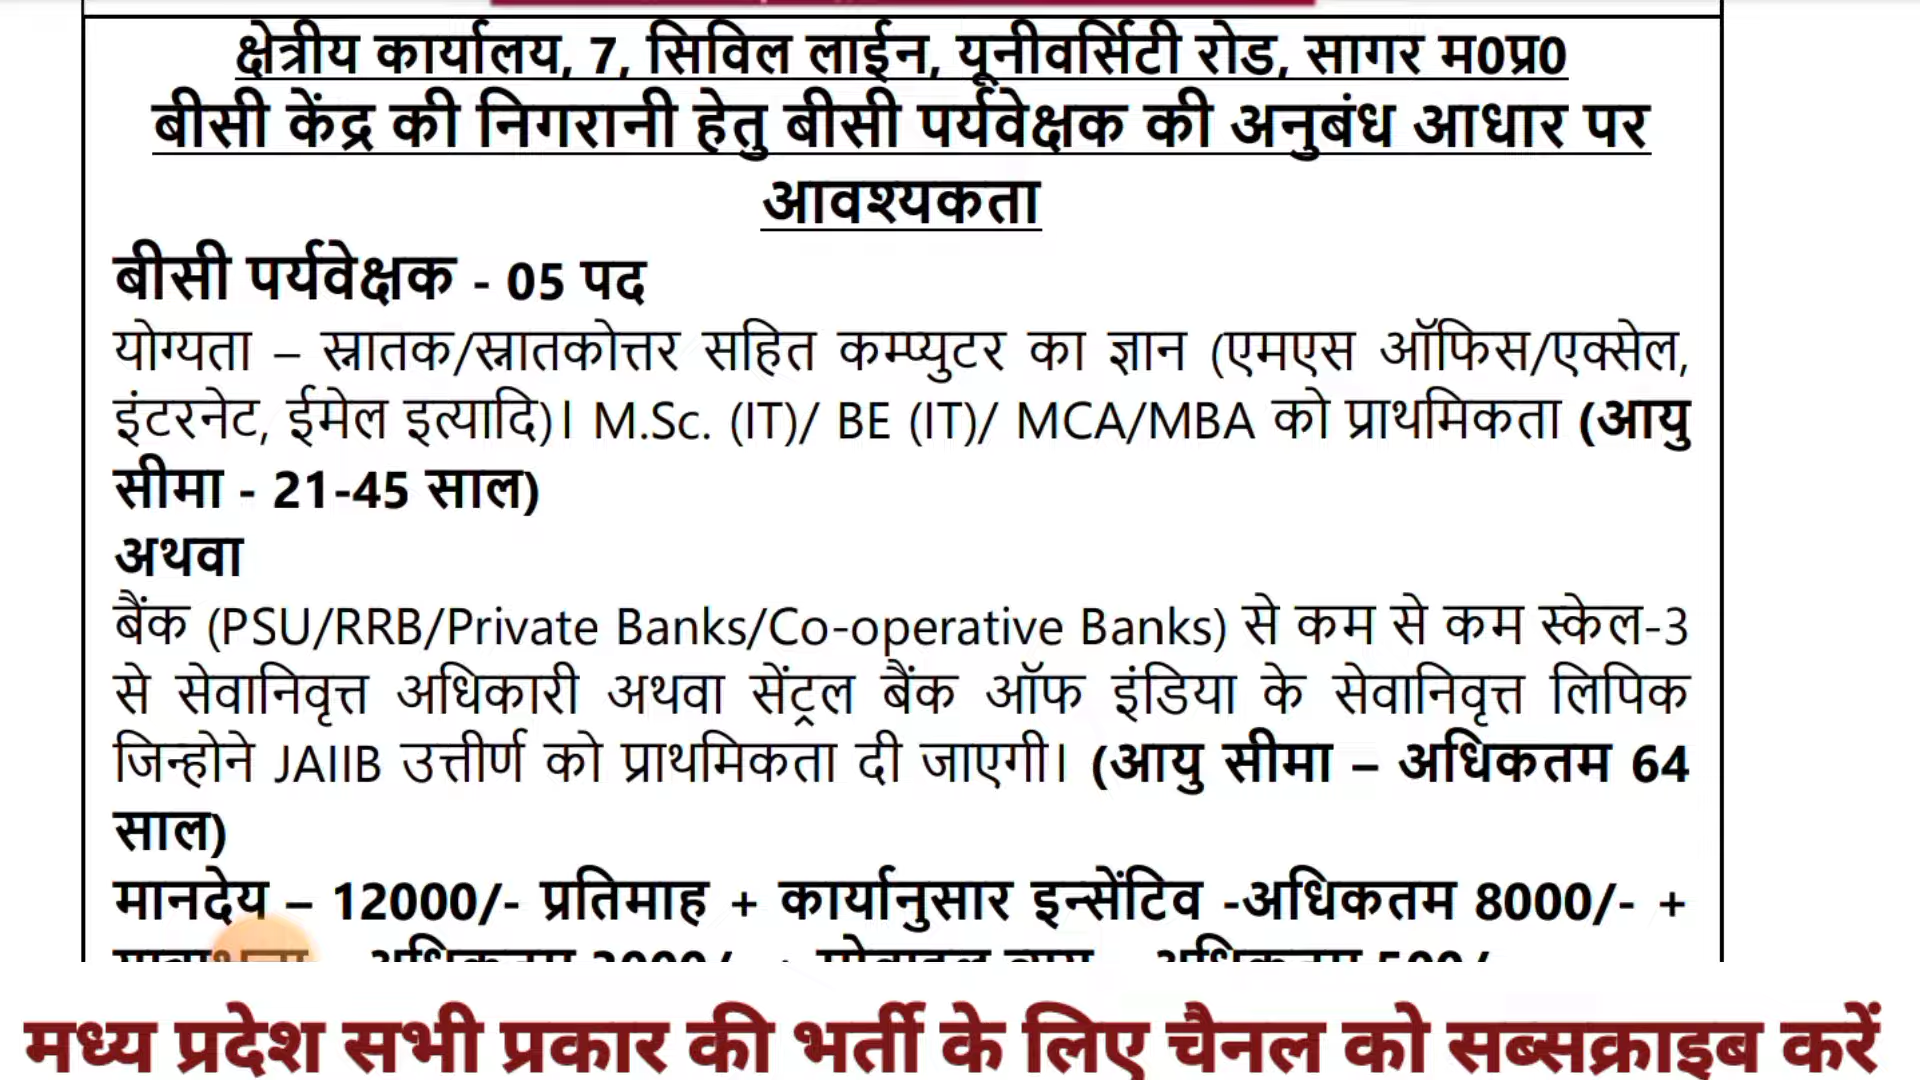 क्षेत्रीय कार्यालय, 7, सिविल लाईन, यूनीवर्सिटी रोड, सागर म0प्र0
बीसी केंद्र की निगरानी हेतु बीसी पर्यवेक्षक की अनुबंध आधार पर
आवश्यकता
बीसी पर्यवेक्षक - 05 पद
योग्यता – स्नातक/स्नातकोत्तर सहित कम्प्युटर का ज्ञान (एमएस ऑफिस/एक्सेल,
इंटरनेट, ईमेल इत्यादि)। M.Sc. (IT)/ BE (IT)/ MCA/MBA को प्राथमिकता (आयु
सीमा - 21-45 साल)
अथवा
बैंक (PSU/RRB/Private Banks/Co-operative Banks) से कम से कम स्केल-3
से सेवानिवृत्त अधिकारी अथवा सेंट्रल बैंक ऑफ इंडिया के सेवानिवृत्त लिपिक
जिन्होने JAIIB उत्तीर्ण को प्राथमिकता दी जाएगी। (आयु सीमा – अधिकतम 64
साल)
मानदेय – 12000/- प्रतिमाह + कार्यानुसार इन्सेंटिव -अधिकतम 8000/- +
मध्य प्रदेश सभी प्रकार की भर्ती के लिए चैनल को सब्सक्राइब करें